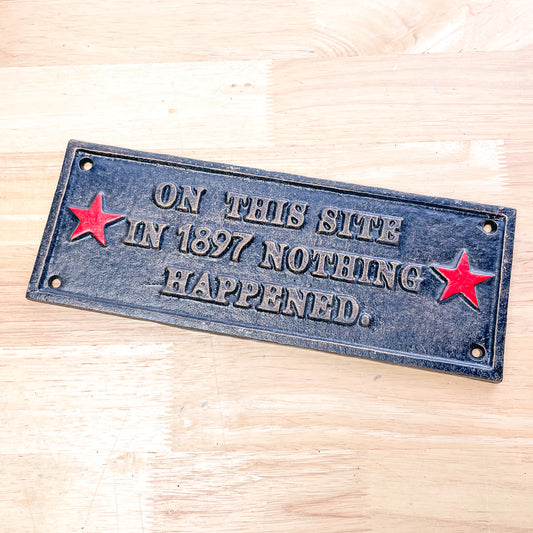 ON THIS SITE
IN 1897 NOTHING
HAPPENED.